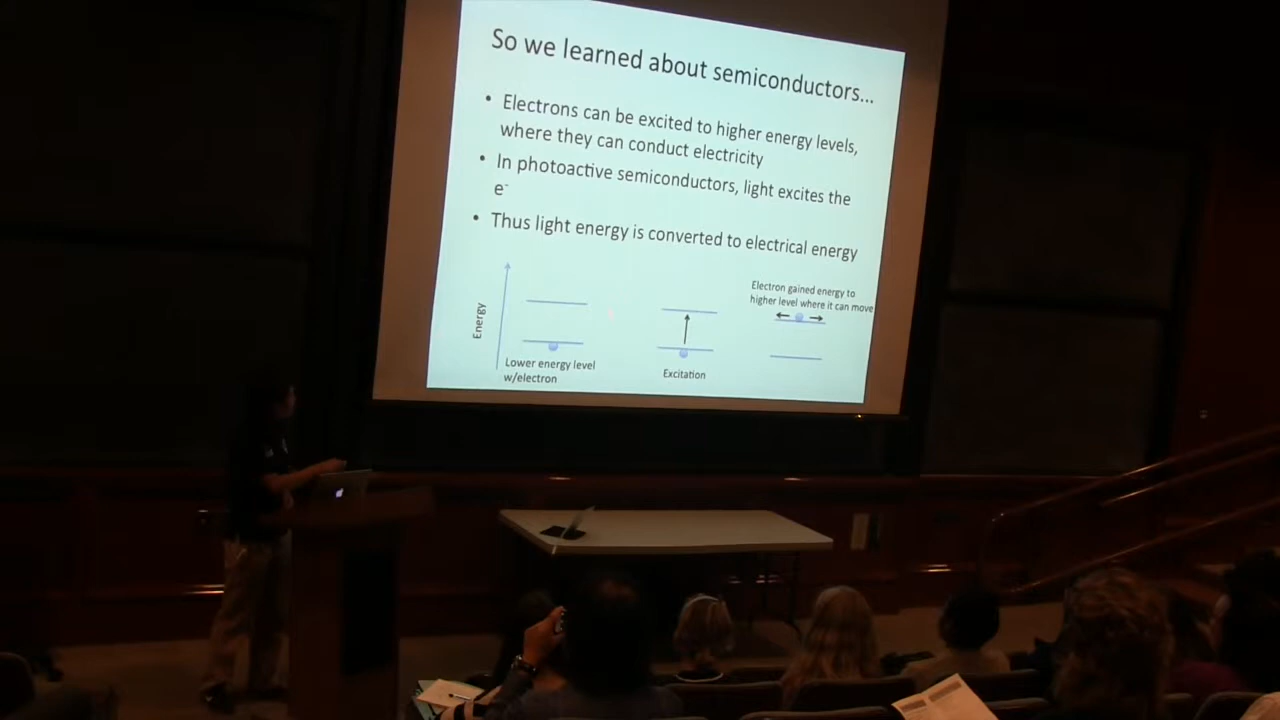 So we learned about semiconductors...
• Electrons can be excited to higher energy levels,
where they can conduct electricity
• In photoactive semiconductors, light excites the
e⁻
• Thus light energy is converted to electrical energy
Energy
Lower energy level
w/electron
Excitation
Electron gained energy to
higher level where it can move